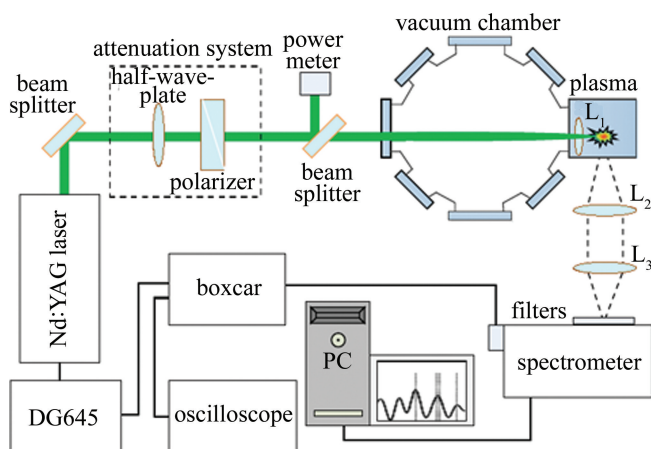 vacuum chamber
power
meter
attenuation system
half-wave-
plate
beam
splitter
plasma
L1
polarizer
beam
splitter
L2
L3
Nd:YAG laser
boxcar
filters
PC
spectrometer
DG645
oscilloscope